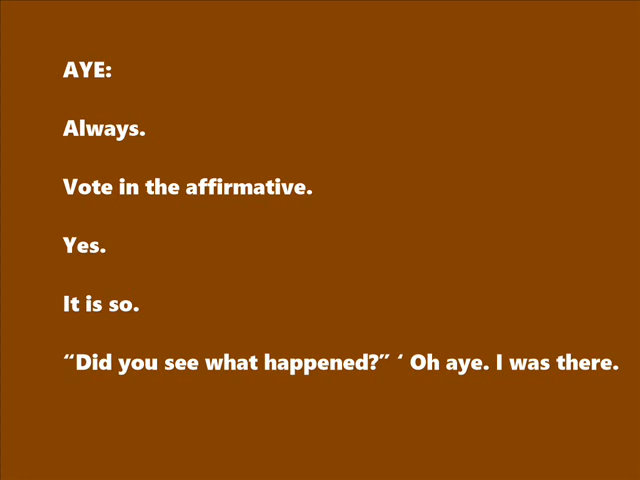 AYE:
Always.
Vote in the affirmative.
Yes.
It is so.
“Did you see what happened?” ‘ Oh aye. I was there.